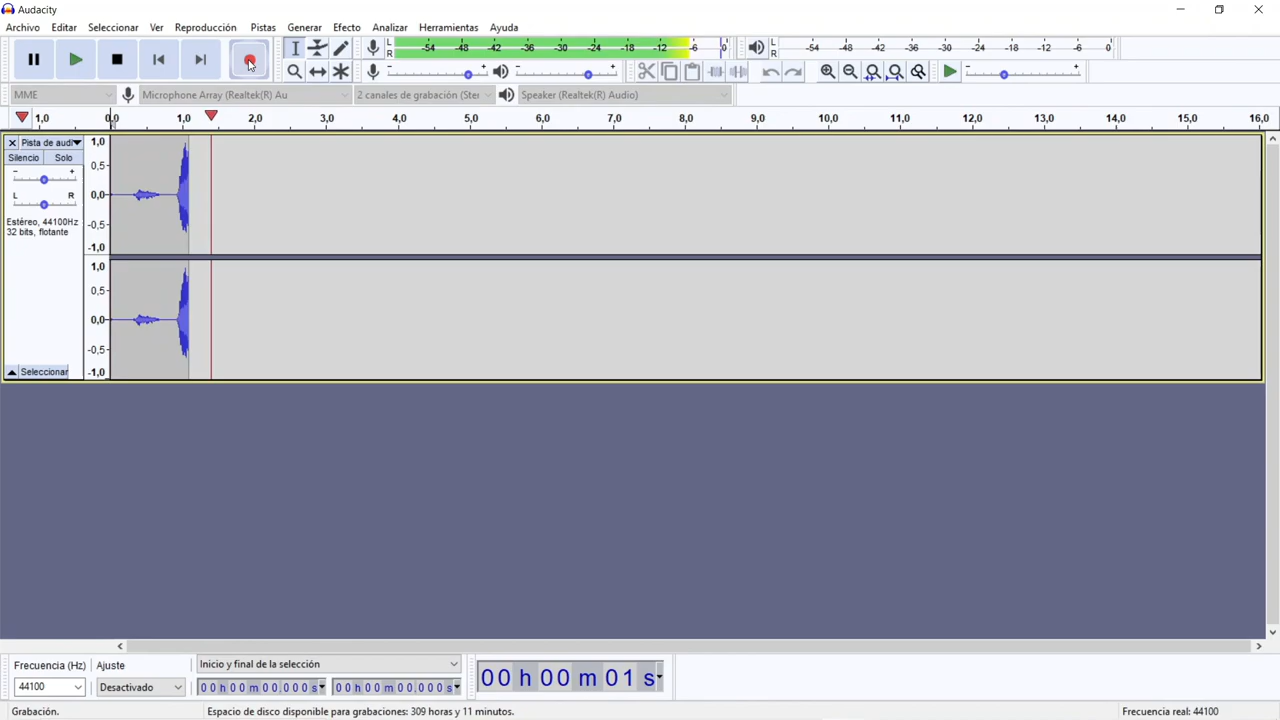 Audacity
Archivo Editar Seleccionar Ver Reproducción Pistas Generar Efecto Analizar Herramientas Ayuda
L R -54 -48 -42 -36 -30 -24 -18 -12 -6 0 L R -54 -48 -42 -36 -30 -24 -18 -12 -6 0
- + - + - +
MME Microphone Array (Realtek(R) Au 2 canales de grabación (Ste Speaker (Realtek(R) Audio)
1,0 0,0 1,0 2,0 3,0 4,0 5,0 6,0 7,0 8,0 9,0 10,0 11,0 12,0 13,0 14,0 15,0 16,0
Pista de audi 1,0
Silencio Solo 0,5
- + 0,0
L R
Estéreo, 44100Hz -0,5
32 bits, flotante
-1,0
1,0
0,5
0,0
-0,5
Seleccionar -1,0
Frecuencia (Hz) Ajuste Inicio y final de la selección
44100 Desactivado 00 h 00 m 00.000 s 00 h 00 m 00.000 s 00 h 00 m 01 s
Grabación. Espacio de disco disponible para grabaciones: 309 horas y 11 minutos. Frecuencia real: 44100